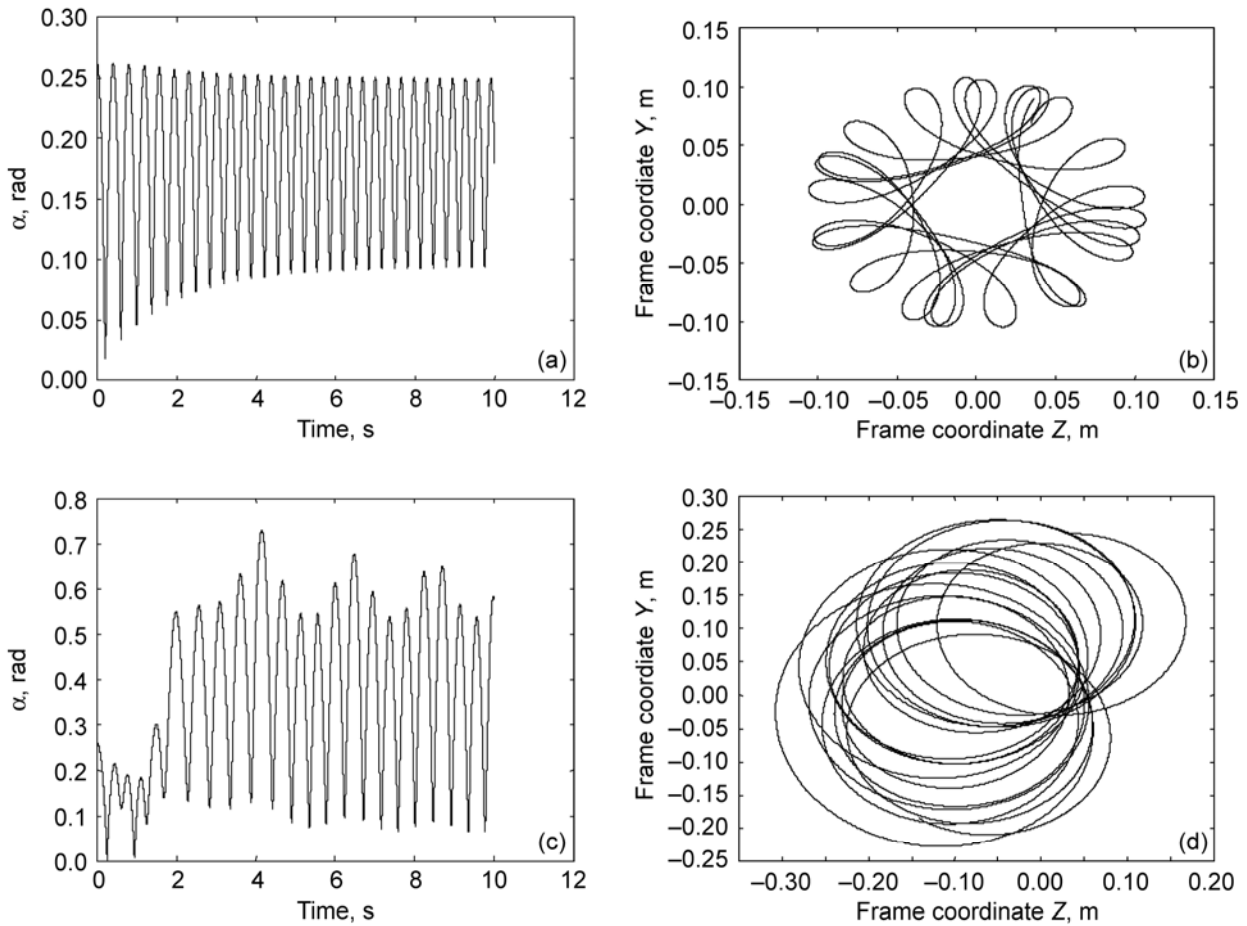 0.30
0.25
0.20
0.15
0.10
0.05
0.00
α, rad
0 2 4 6 8 10 12
Time, s
(a)
0.15
0.10
0.05
0.00
−0.05
−0.10
−0.15
Frame coordiate Y, m
−0.15 −0.10 −0.05 0.00 0.05 0.10 0.15
Frame coordinate Z, m
(b)
0.8
0.7
0.6
0.5
0.4
0.3
0.2
0.1
0.0
α, rad
0 2 4 6 8 10 12
Time, s
(c)
0.30
0.25
0.20
0.15
0.10
0.05
0.00
−0.05
−0.10
−0.15
−0.20
0.25
Frame coordiate Y, m
−0.30 −0.20 −0.10 0.00 0.10 0.20
Frame coordinate Z, m
(d)